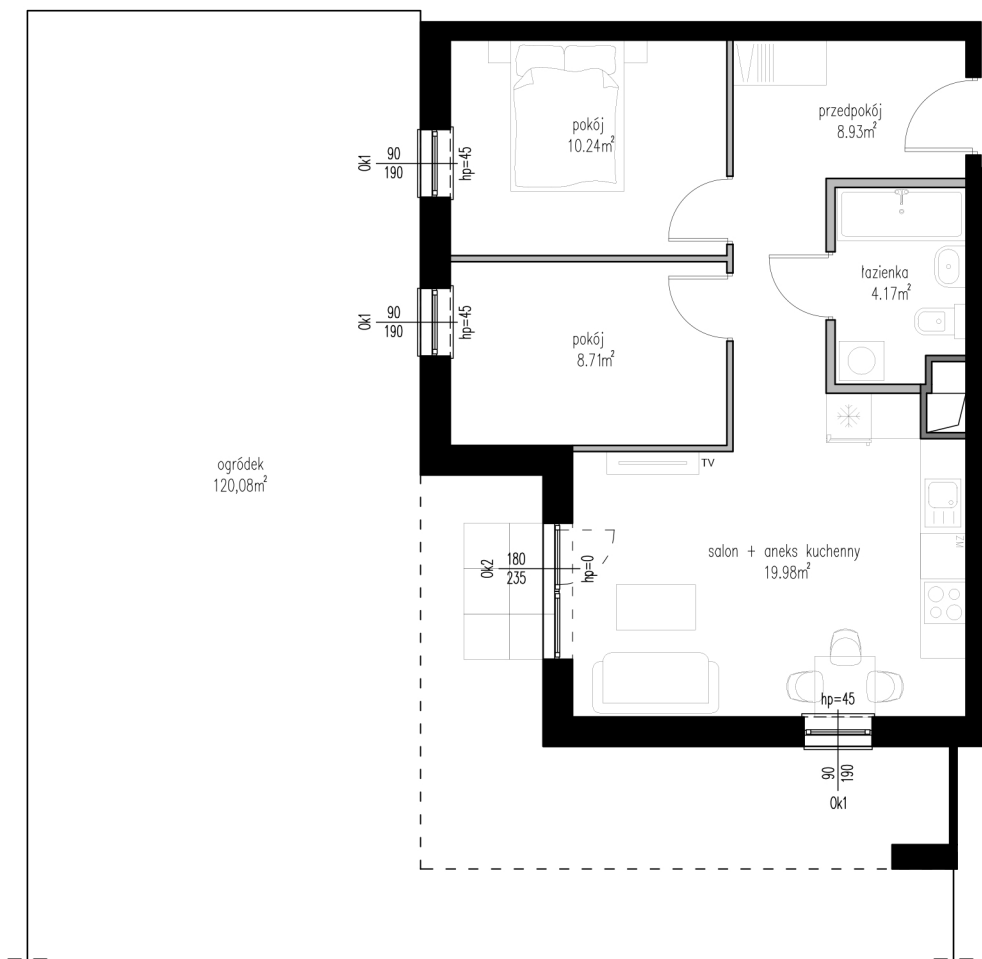 pokój
10.24m²
przedpokój
8.93m²
Ok1
90
190
hp=45
łazienka
4.17m²
Ok1
90
190
hp=45
pokój
8.71m²
ogródek
120,08m²
TV
ZM
salon + aneks kuchenny
19.98m²
Ok2
180
235
hp=0
hp=45
90
190
Ok1